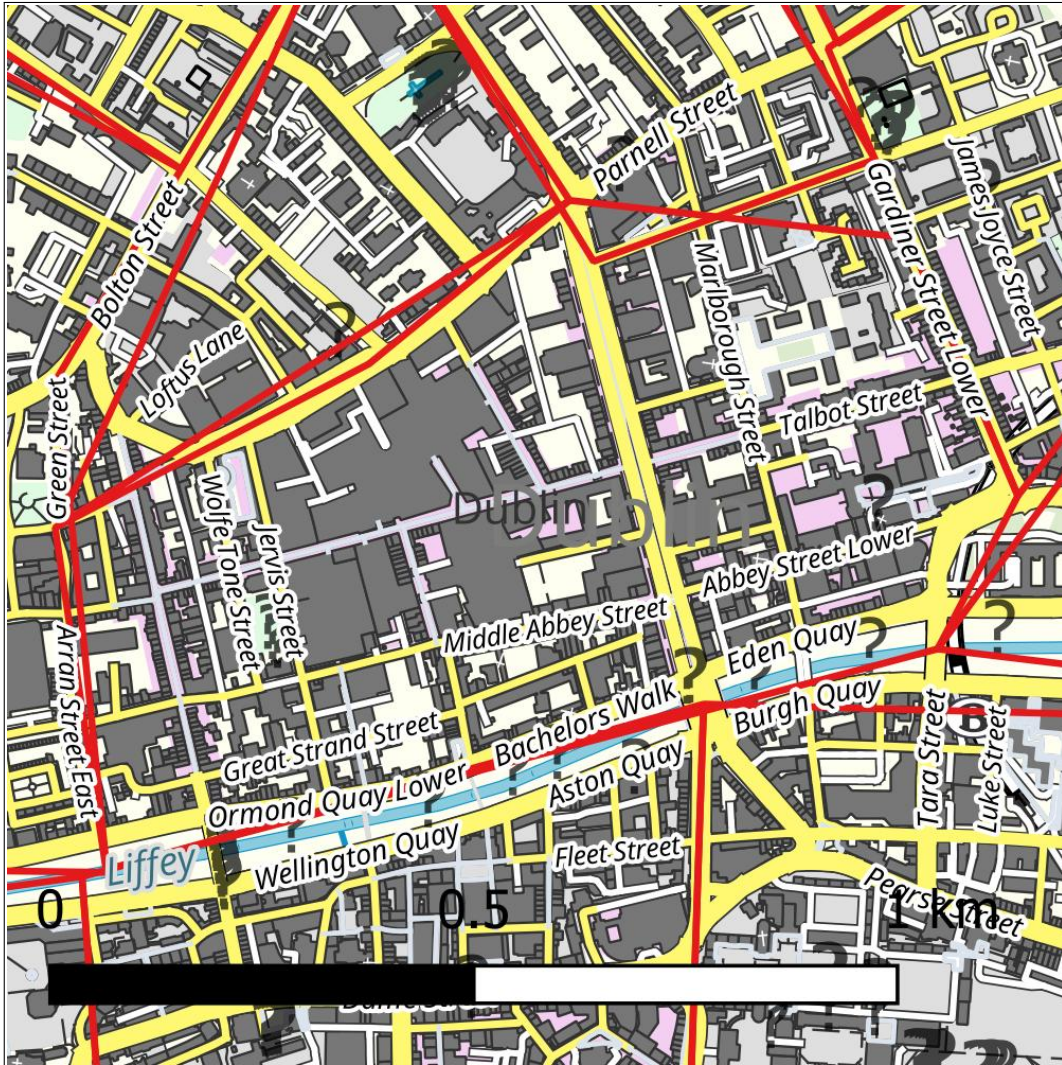 Parnell Street
James Joyce Street
Gardiner Street Lower
Bolton Street
Marlborough Street
Loftus Lane
Green Street
Talbot Street
Wolfe Tone Street
Jervis Street
Dublin
Dublin
Abbey Street Lower
Middle Abbey Street
Arran Street East
Eden Quay
Bachelors Walk
Burgh Quay
Great Strand Street
Tara Street
Luke Street
Ormond Quay Lower
Aston Quay
Liffey
Wellington Quay
Fleet Street
Pearse Street
0
0.5
1 km